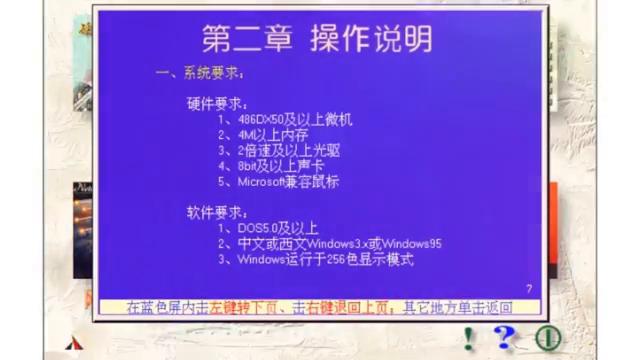 第二章 操作说明
一、系统要求：
硬件要求：
1、486DX50及以上微机
2、4M以上内存
3、2倍速及以上光驱
4、8bit及以上声卡
5、Microsoft兼容鼠标
软件要求：
1、DOS5.0及以上
2、中文或西文Windows3.x或Windows95
3、Windows运行于256色显示模式
7
在蓝色屏内击左键转下页、击右键退回上页；其它地方单击返回
! ?